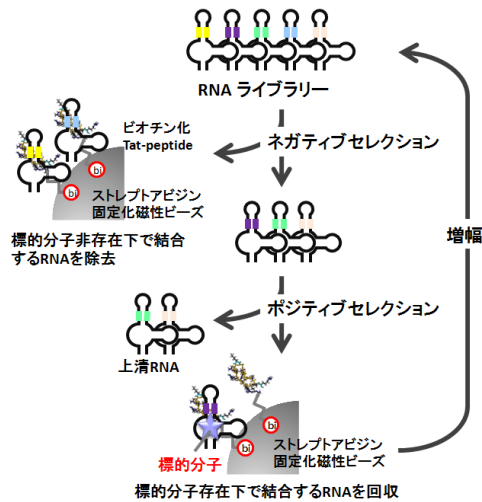 RNA ライブラリー
ネガティブセレクション
ビオチン化
Tat-peptide
bi
bi
ストレプトアビジン
固定化磁性ビーズ
標的分子非存在下で結合
するRNAを除去
増幅
ポジティブセレクション
上清RNA
bi
bi
ストレプトアビジン
固定化磁性ビーズ
標的分子
標的分子存在下で結合するRNAを回収